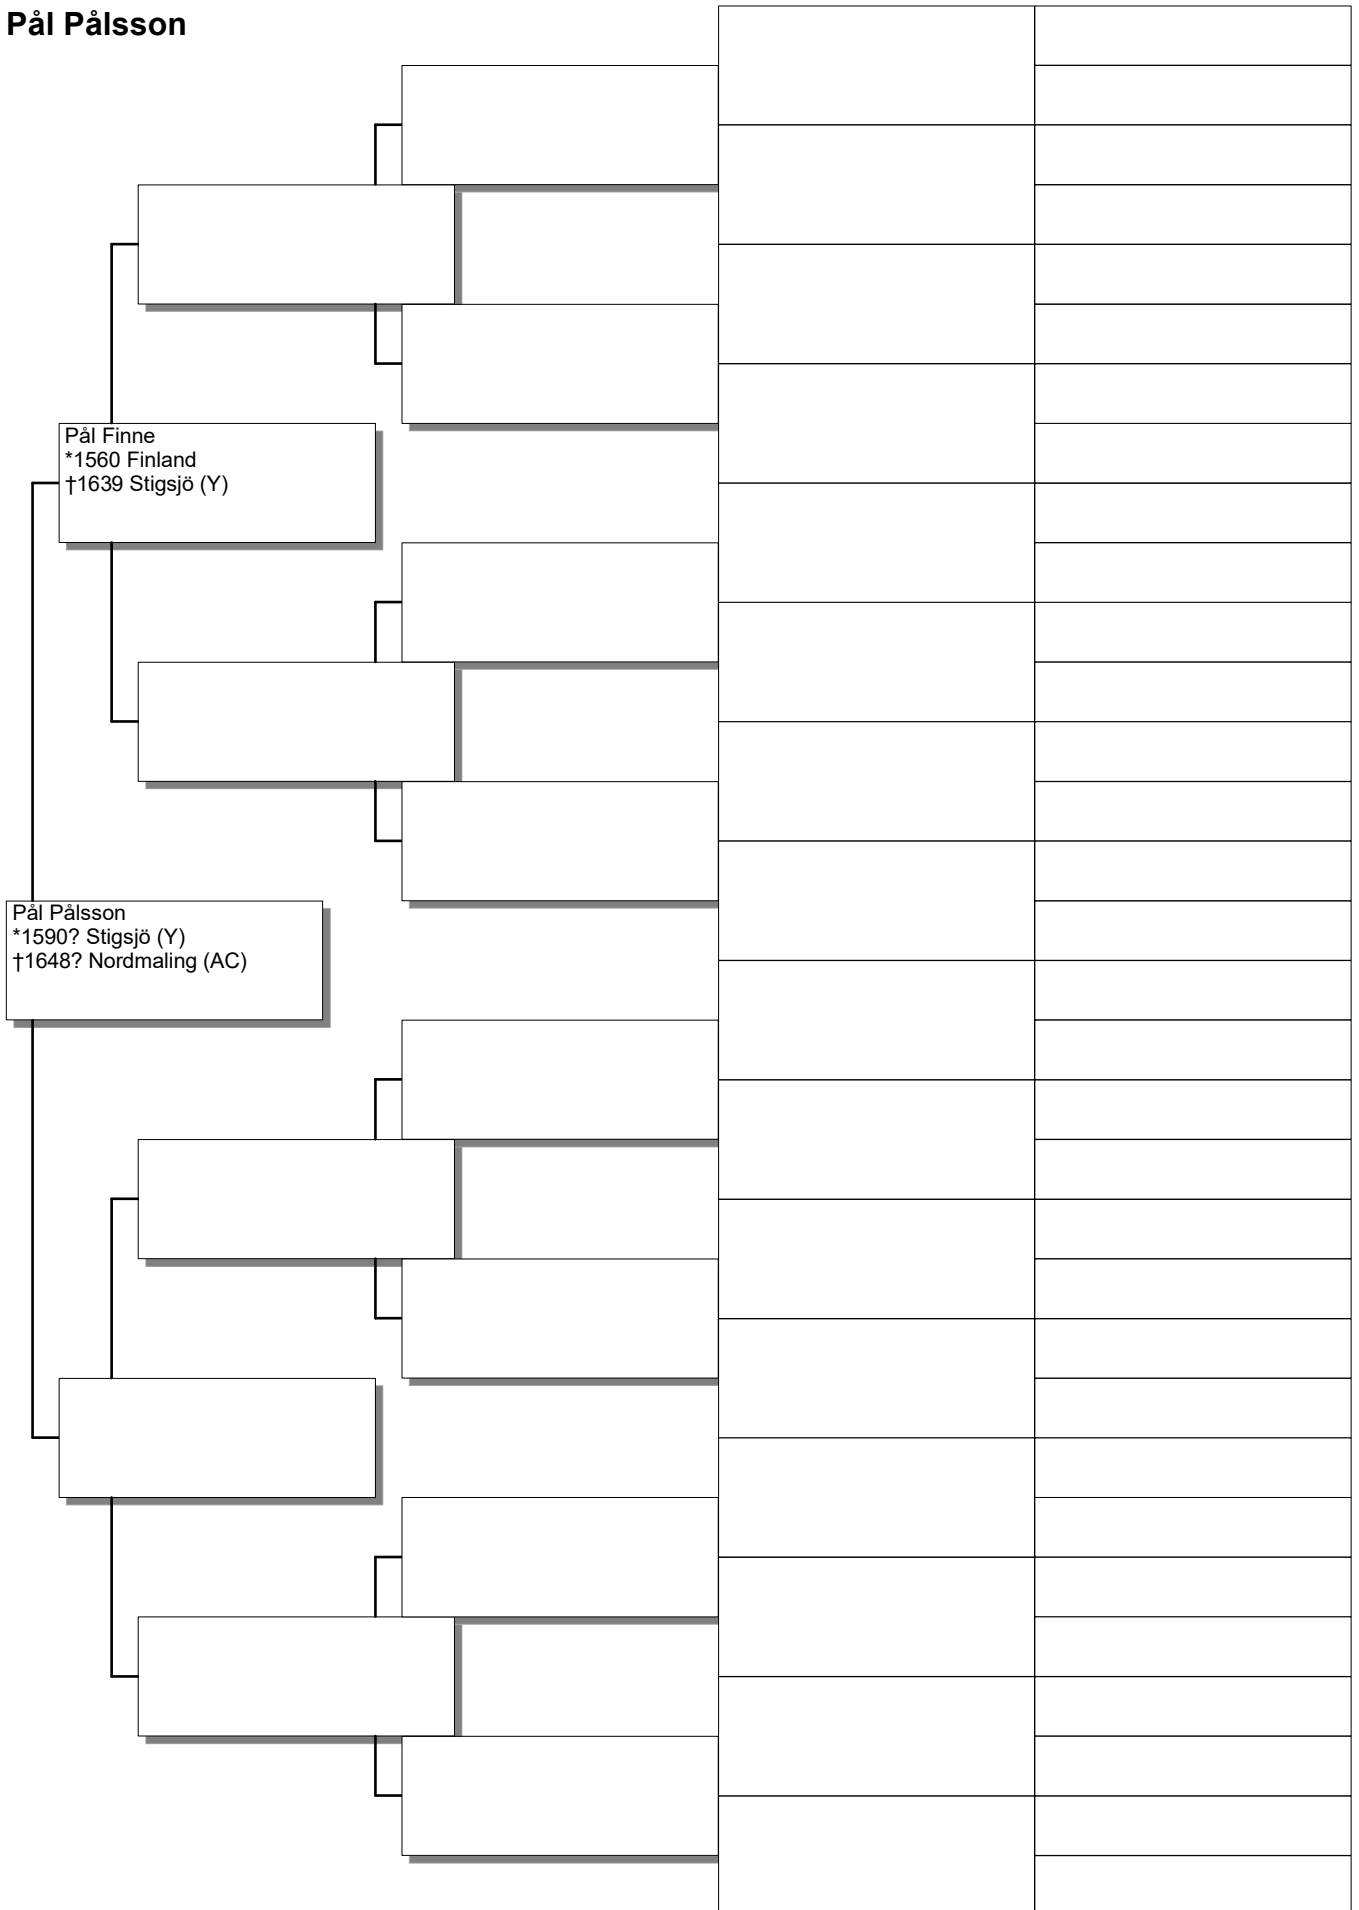 Pål Pålsson
Pål Finne
*1560 Finland
†1639 Stigsjö (Y)
Pål Pålsson
*1590? Stigsjö (Y)
†1648? Nordmaling (AC)